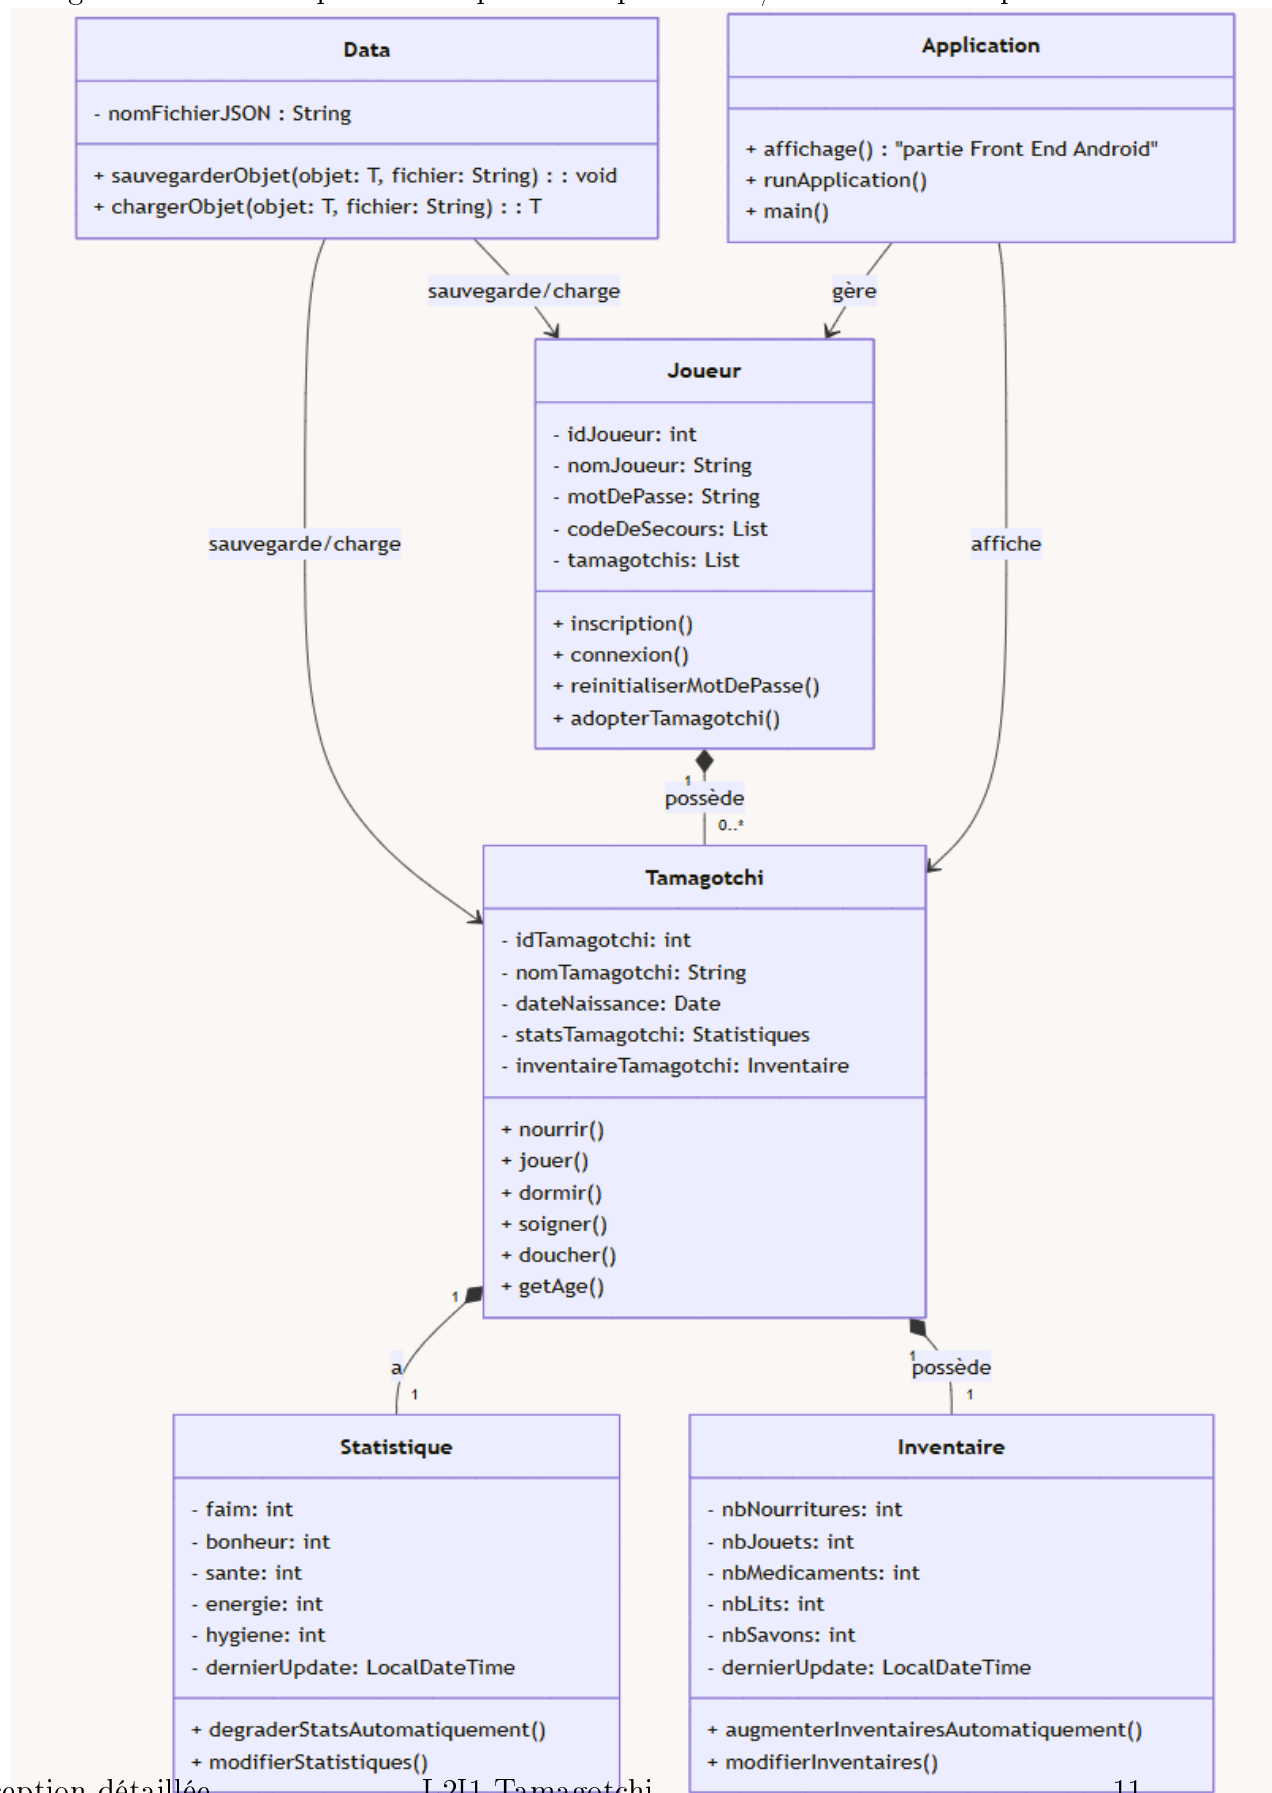 Data
- nomFichierJSON : String
+ sauvegarderObjet(objet: T, fichier: String) : : void
+ chargerObjet(objet: T, fichier: String) : : T
Application
+ affichage() : "partie Front End Android"
+ runApplication()
+ main()
sauvegarde/charge
gère
Joueur
- idJoueur: int
- nomJoueur: String
- motDePasse: String
- codeDeSecours: List
- tamagotchis: List
+ inscription()
+ connexion()
+ reinitialiserMotDePasse()
+ adopterTamagotchi()
sauvegarde/charge
affiche
1
possède
0..*
Tamagotchi
- idTamagotchi: int
- nomTamagotchi: String
- dateNaissance: Date
- statsTamagotchi: Statistiques
- inventaireTamagotchi: Inventaire
+ nourrir()
+ jouer()
+ dormir()
+ soigner()
+ doucher()
+ getAge()
1
a
1
1
possède
1
Statistique
- faim: int
- bonheur: int
- sante: int
- energie: int
- hygiene: int
- dernierUpdate: LocalDateTime
+ degraderStatsAutomatiquement()
+ modifierStatistiques()
Inventaire
- nbNourritures: int
- nbJouets: int
- nbMedicaments: int
- nbLits: int
- nbSavons: int
- dernierUpdate: LocalDateTime
+ augmenterInventairesAutomatiquement()
+ modifierInventaires()
ception détaillée L2I1 Tamagotchi 11